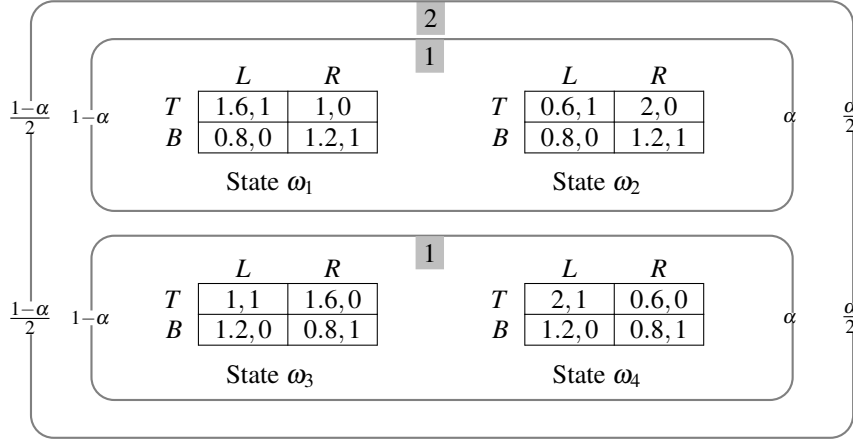 2
1
L R L R
T 1.6,1 1,0 T 0.6,1 2,0
1−α/2 1−α α α/2
B 0.8,0 1.2,1 B 0.8,0 1.2,1
State ω1 State ω2
1
L R L R
T 1,1 1.6,0 T 2,1 0.6,0
1−α/2 1−α α α/2
B 1.2,0 0.8,1 B 1.2,0 0.8,1
State ω3 State ω4